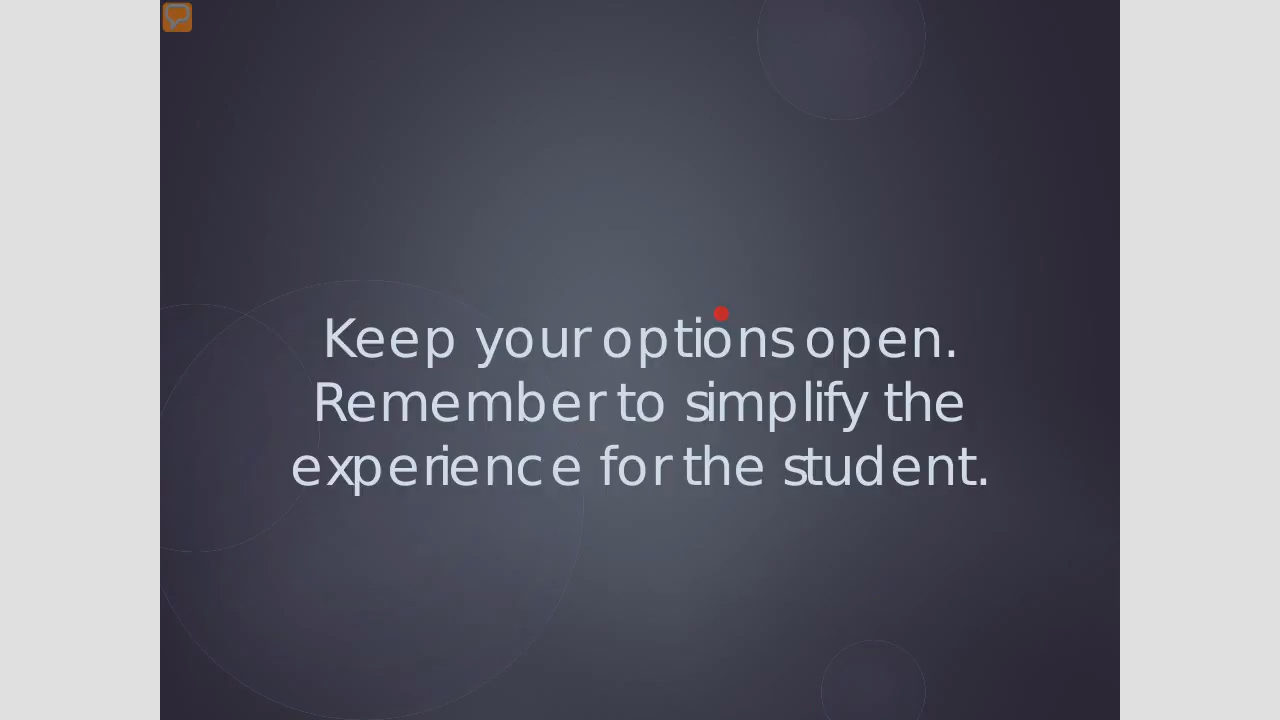 Keep your options open.
Remember to simplify the
experience for the student.